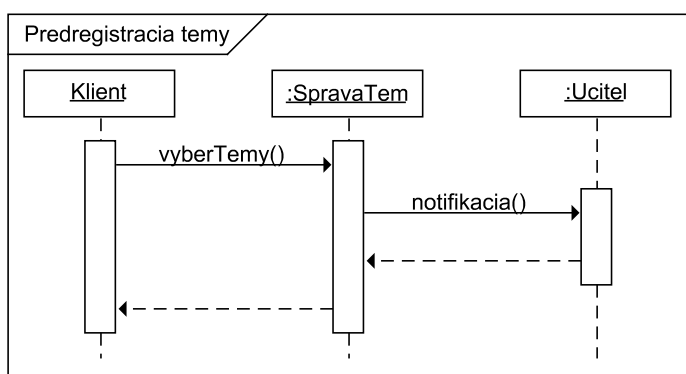 Predregistracia temy
Klient
:SpravaTem
:Ucitel
vyberTemy()
notifikacia()